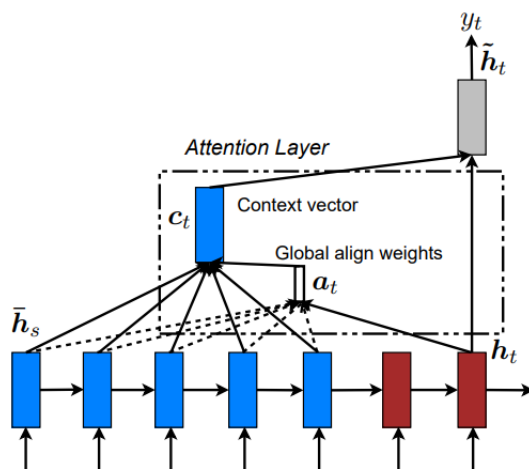 y_t
h̃_t
Attention Layer
c_t
Context vector
Global align weights
a_t
h̄_s
h_t